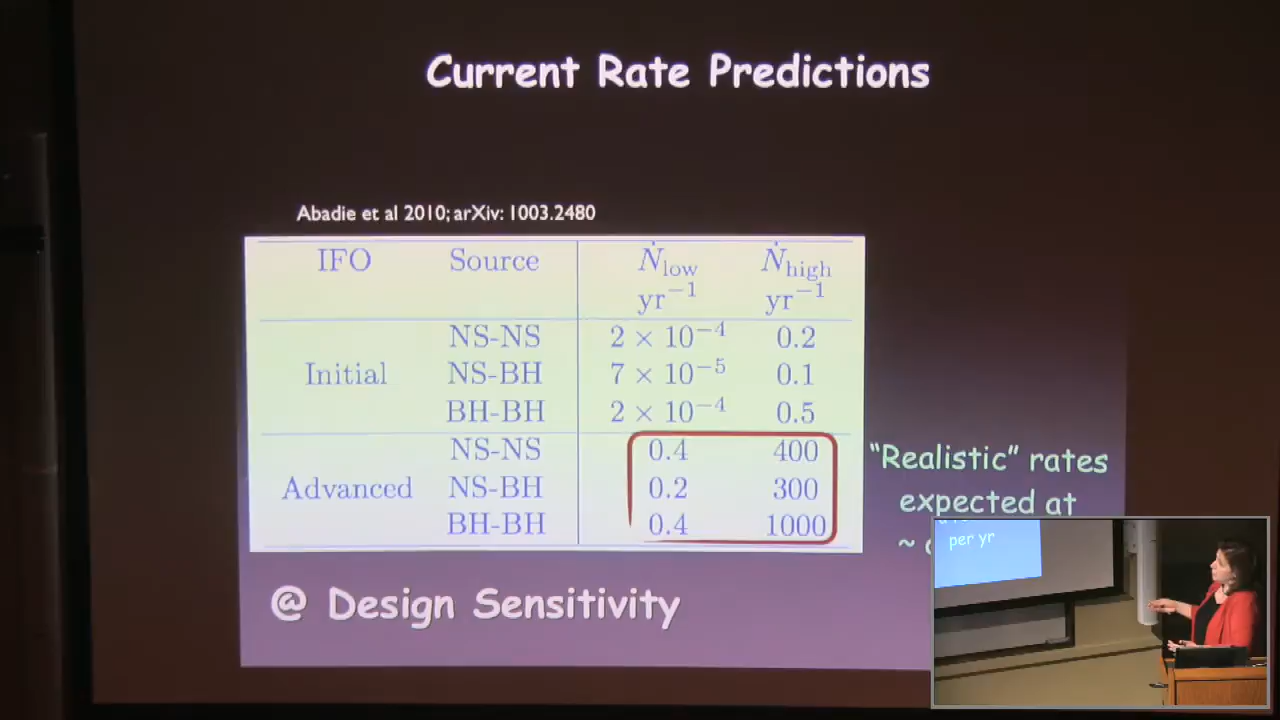 Current Rate Predictions
Abadie et al 2010; arXiv: 1003.2480
IFO Source Ṅlow Ṅhigh
yr⁻¹ yr⁻¹
NS-NS 2 × 10⁻⁴ 0.2
Initial NS-BH 7 × 10⁻⁵ 0.1
BH-BH 2 × 10⁻⁴ 0.5
NS-NS 0.4 400
Advanced NS-BH 0.2 300
BH-BH 0.4 1000
"Realistic" rates
expected at
~
per yr
@ Design Sensitivity